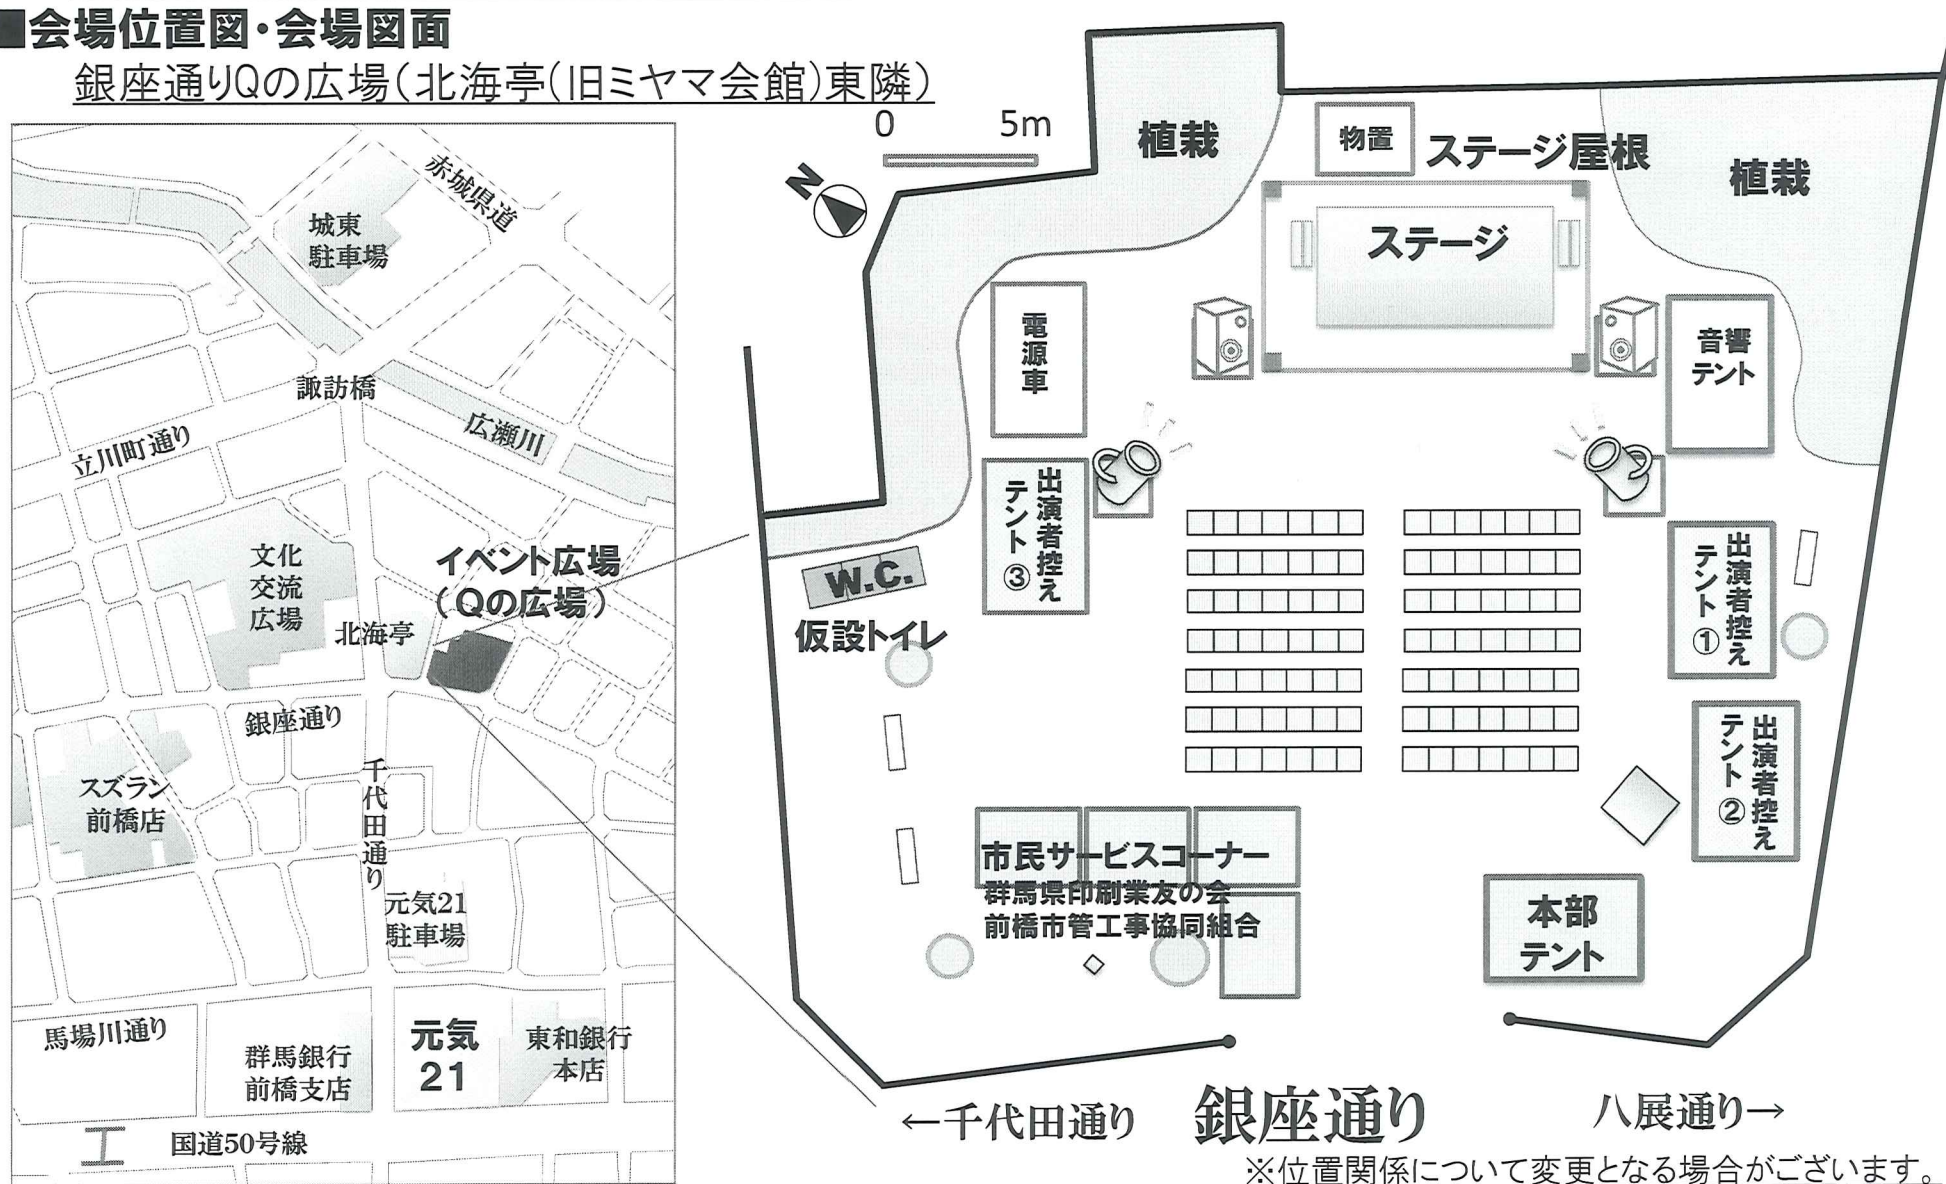 ■会場位置図・会場図面
銀座通りQの広場(北海亭(旧ミヤマ会館)東隣)
赤城県道
城東
駐車場
諏訪橋
広瀬川
立川町通り
文化
交流
広場
イベント広場
(Qの広場)
北海亭
銀座通り
スズラン
前橋店
千代田通り
元気21
駐車場
馬場川通り
群馬銀行
前橋支店
元気
21
東和銀行
本店
国道50号線
0 5m
N
植栽
物置
ステージ屋根
植栽
ステージ
電源車
音響
テント
出演者控え
テント③
W.C.
仮設トイレ
出演者控え
テント①
出演者控え
テント②
市民サービスコーナー
群馬県印刷業友の会
前橋市管工事協同組合
本部
テント
←千代田通り
銀座通り
八展通り→
※位置関係について変更となる場合がございます。